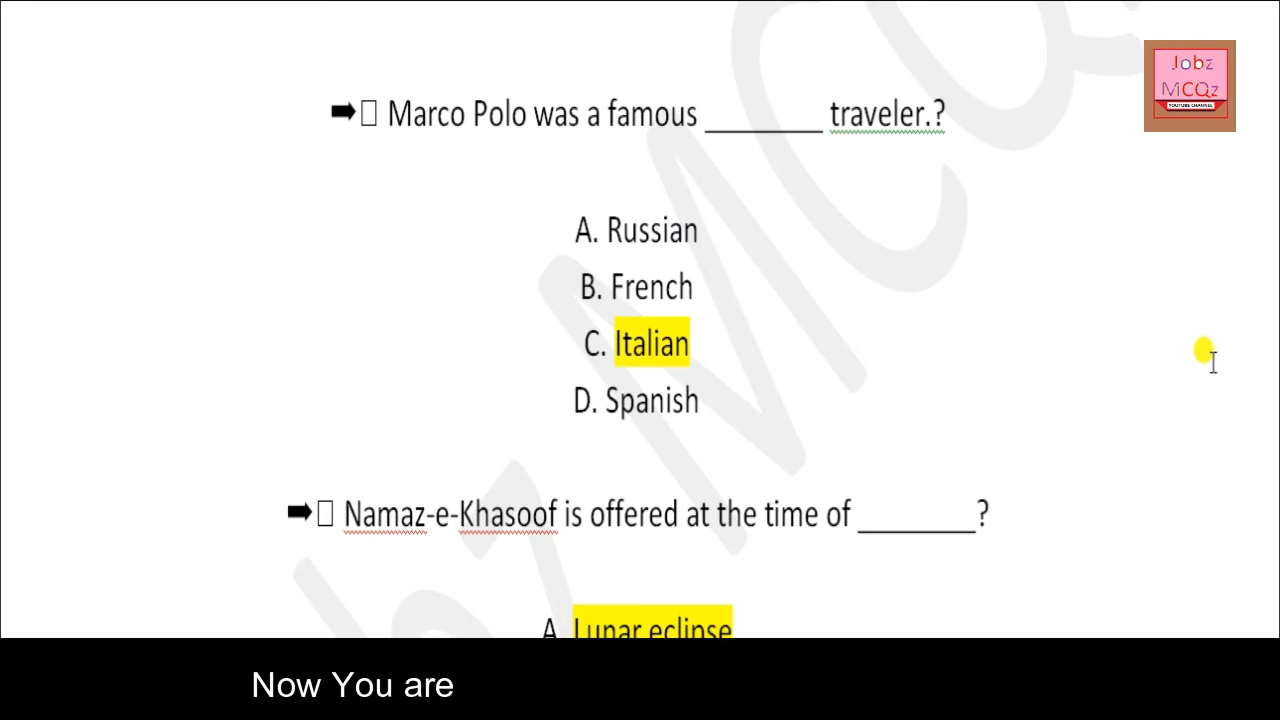 Jobz
MCQz
YOUTUBE CHANNEL
➡ Marco Polo was a famous ________ traveler.?
A. Russian
B. French
C. Italian
D. Spanish
➡ Namaz-e-Khasoof is offered at the time of ________?
A. Lunar eclipse
Now You are